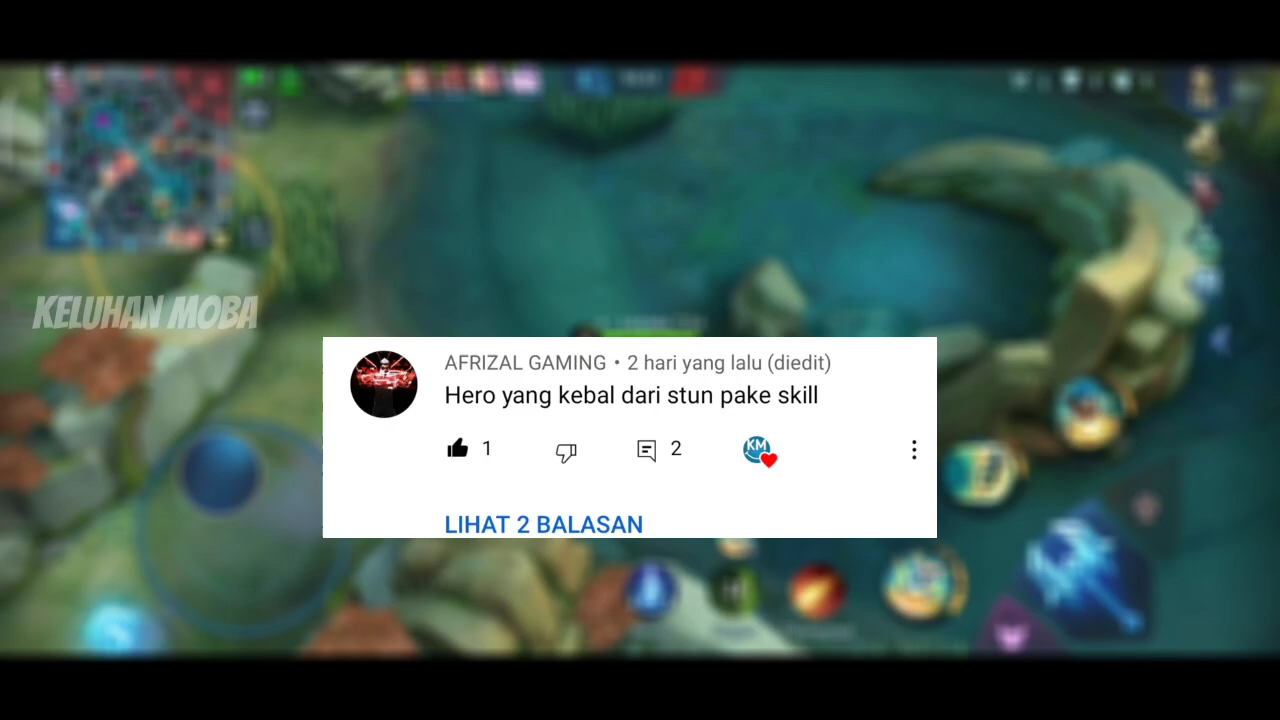 KELUHAN MOBA
AFRIZAL GAMING • 2 hari yang lalu (diedit)
Hero yang kebal dari stun pake skill
1
2
KM
LIHAT 2 BALASAN